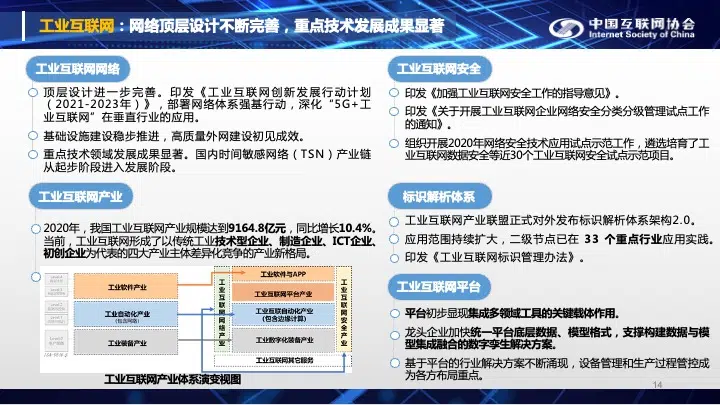 工业互联网：网络顶层设计不断完善，重点技术发展成果显著
中国互联网协会
Internet Society of China
工业互联网网络
顶层设计进一步完善。印发《工业互联网创新发展行动计划
（2021-2023年）》，部署网络体系强基行动，深化“5G+工
业互联网”在垂直行业的应用。
基础设施建设稳步推进，高质量外网建设初见成效。
重点技术领域发展成果显著。国内时间敏感网络（TSN）产业链
从起步阶段进入发展阶段。
工业互联网产业
2020年，我国工业互联网产业规模达到9164.8亿元，同比增长10.4%。
当前，工业互联网形成了以传统工业技术型企业、制造企业、ICT企业、
初创企业为代表的四大产业主体差异化竞争的产业新格局。
工业软件产业
工业自动化产业
(包含网络)
工业装备产业
ISA-95体系
工业互联网网络产业
工业软件与APP
工业互联网平台产业
工业互联自动化产业
(包含边缘计算)
工业数字化装备产业
工业互联网其它服务
工业互联网安全产业
工业互联网产业体系演变视图
工业互联网安全
印发《加强工业互联网安全工作的指导意见》。
印发《关于开展工业互联网企业网络安全分类分级管理试点工作
的通知》。
组织开展2020年网络安全技术应用试点示范工作，遴选培育了工
业互联网数据安全等近30个工业互联网安全试点示范项目。
标识解析体系
工业互联网产业联盟正式对外发布标识解析体系架构2.0。
应用范围持续扩大，二级节点已在 33 个重点行业应用实践。
印发《工业互联网标识管理办法》。
工业互联网平台
平台初步显现集成多领域工具的关键载体作用。
龙头企业加快统一平台底层数据、模型格式，支撑构建数据与模
型集成融合的数字孪生解决方案。
基于平台的行业解决方案不断涌现，设备管理和生产过程管控成
为各方布局重点。
14